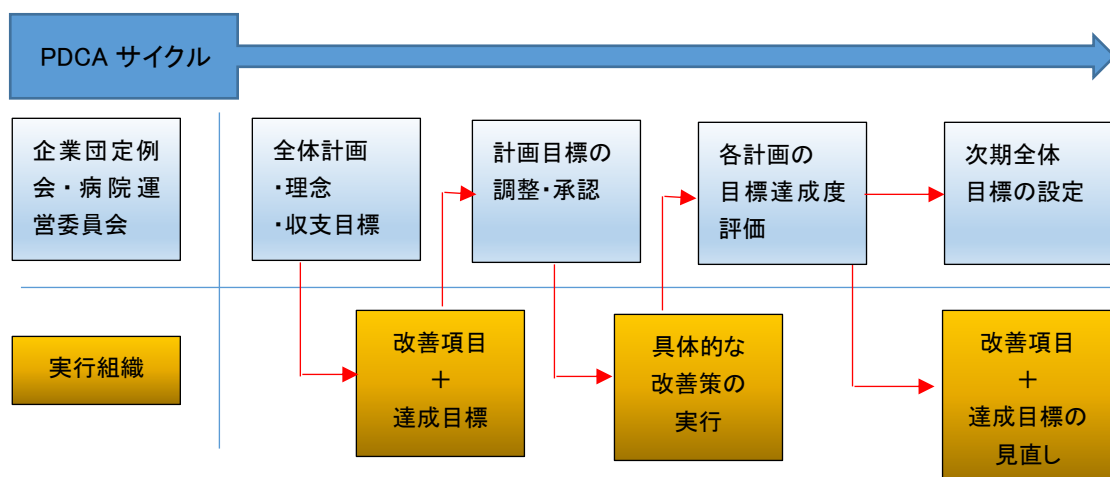 PDCA サイクル
企業団定例
会・病院運
営委員会
全体計画
・理念
・収支目標
計画目標の
調整・承認
各計画の
目標達成度
評価
次期全体
目標の設定
実行組織
改善項目
+
達成目標
具体的な
改善策の
実行
改善項目
+
達成目標の
見直し